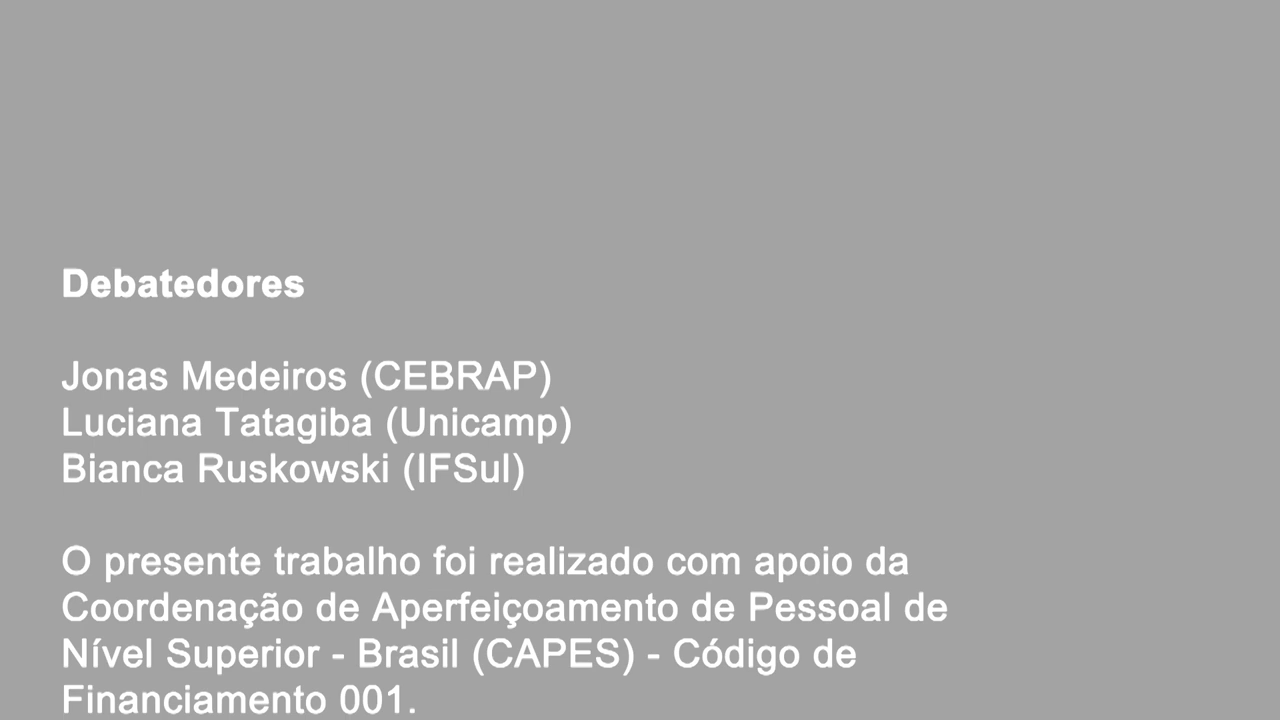 Debatedores
Jonas Medeiros (CEBRAP)
Luciana Tatagiba (Unicamp)
Bianca Ruskowski (IFSul)
O presente trabalho foi realizado com apoio da
Coordenação de Aperfeiçoamento de Pessoal de
Nível Superior - Brasil (CAPES) - Código de
Financiamento 001.